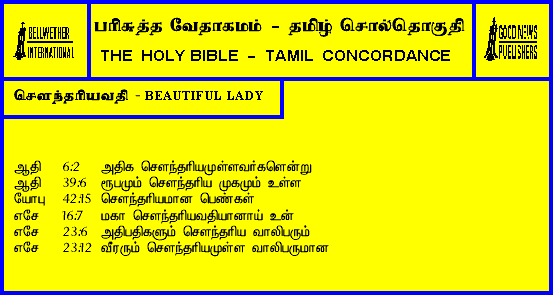 BELLWETHER
INTERNATIONAL
பரிசுத்த வேதாகமம் - தமிழ் சொல்தொகுதி
THE HOLY BIBLE - TAMIL CONCORDANCE
GOOD NEWS
PUBLISHERS
சௌந்தரியவதி - BEAUTIFUL LADY
ஆதி 6:2 அதிக சௌந்தரியமுள்ளவர்களென்று
ஆதி 39:6 ரூபமும் சௌந்தரிய முகமும் உள்ள
யோபு 42:15 சௌந்தரியமான பெண்கள்
எசே 16:7 மகா சௌந்தரியவதியானாய் உன்
எசே 23:6 அதிபதிகளும் சௌந்தரிய வாலிபரும்
எசே 23:12 வீரரும் சௌந்தரியமுள்ள வாலிபருமான